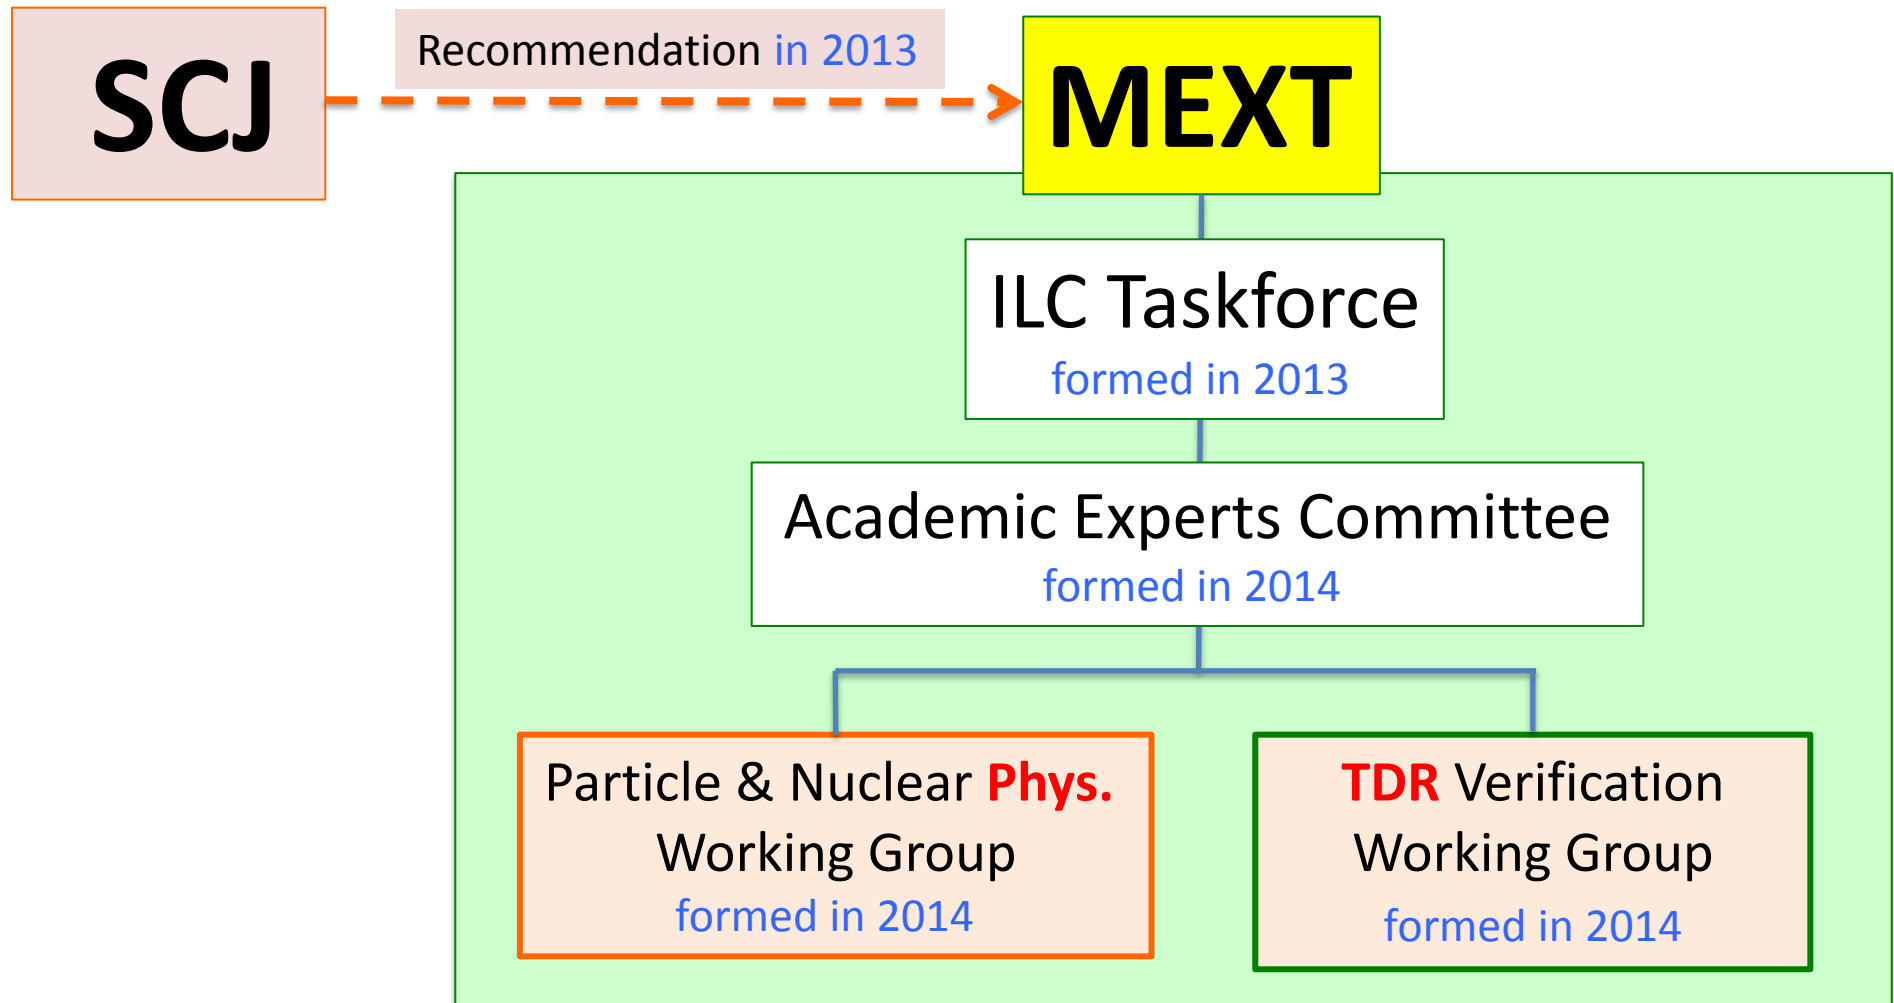 SCJ
Recommendation in 2013
MEXT
ILC Taskforce
formed in 2013
Academic Experts Committee
formed in 2014
Particle & Nuclear Phys.
Working Group
formed in 2014
TDR Verification
Working Group
formed in 2014